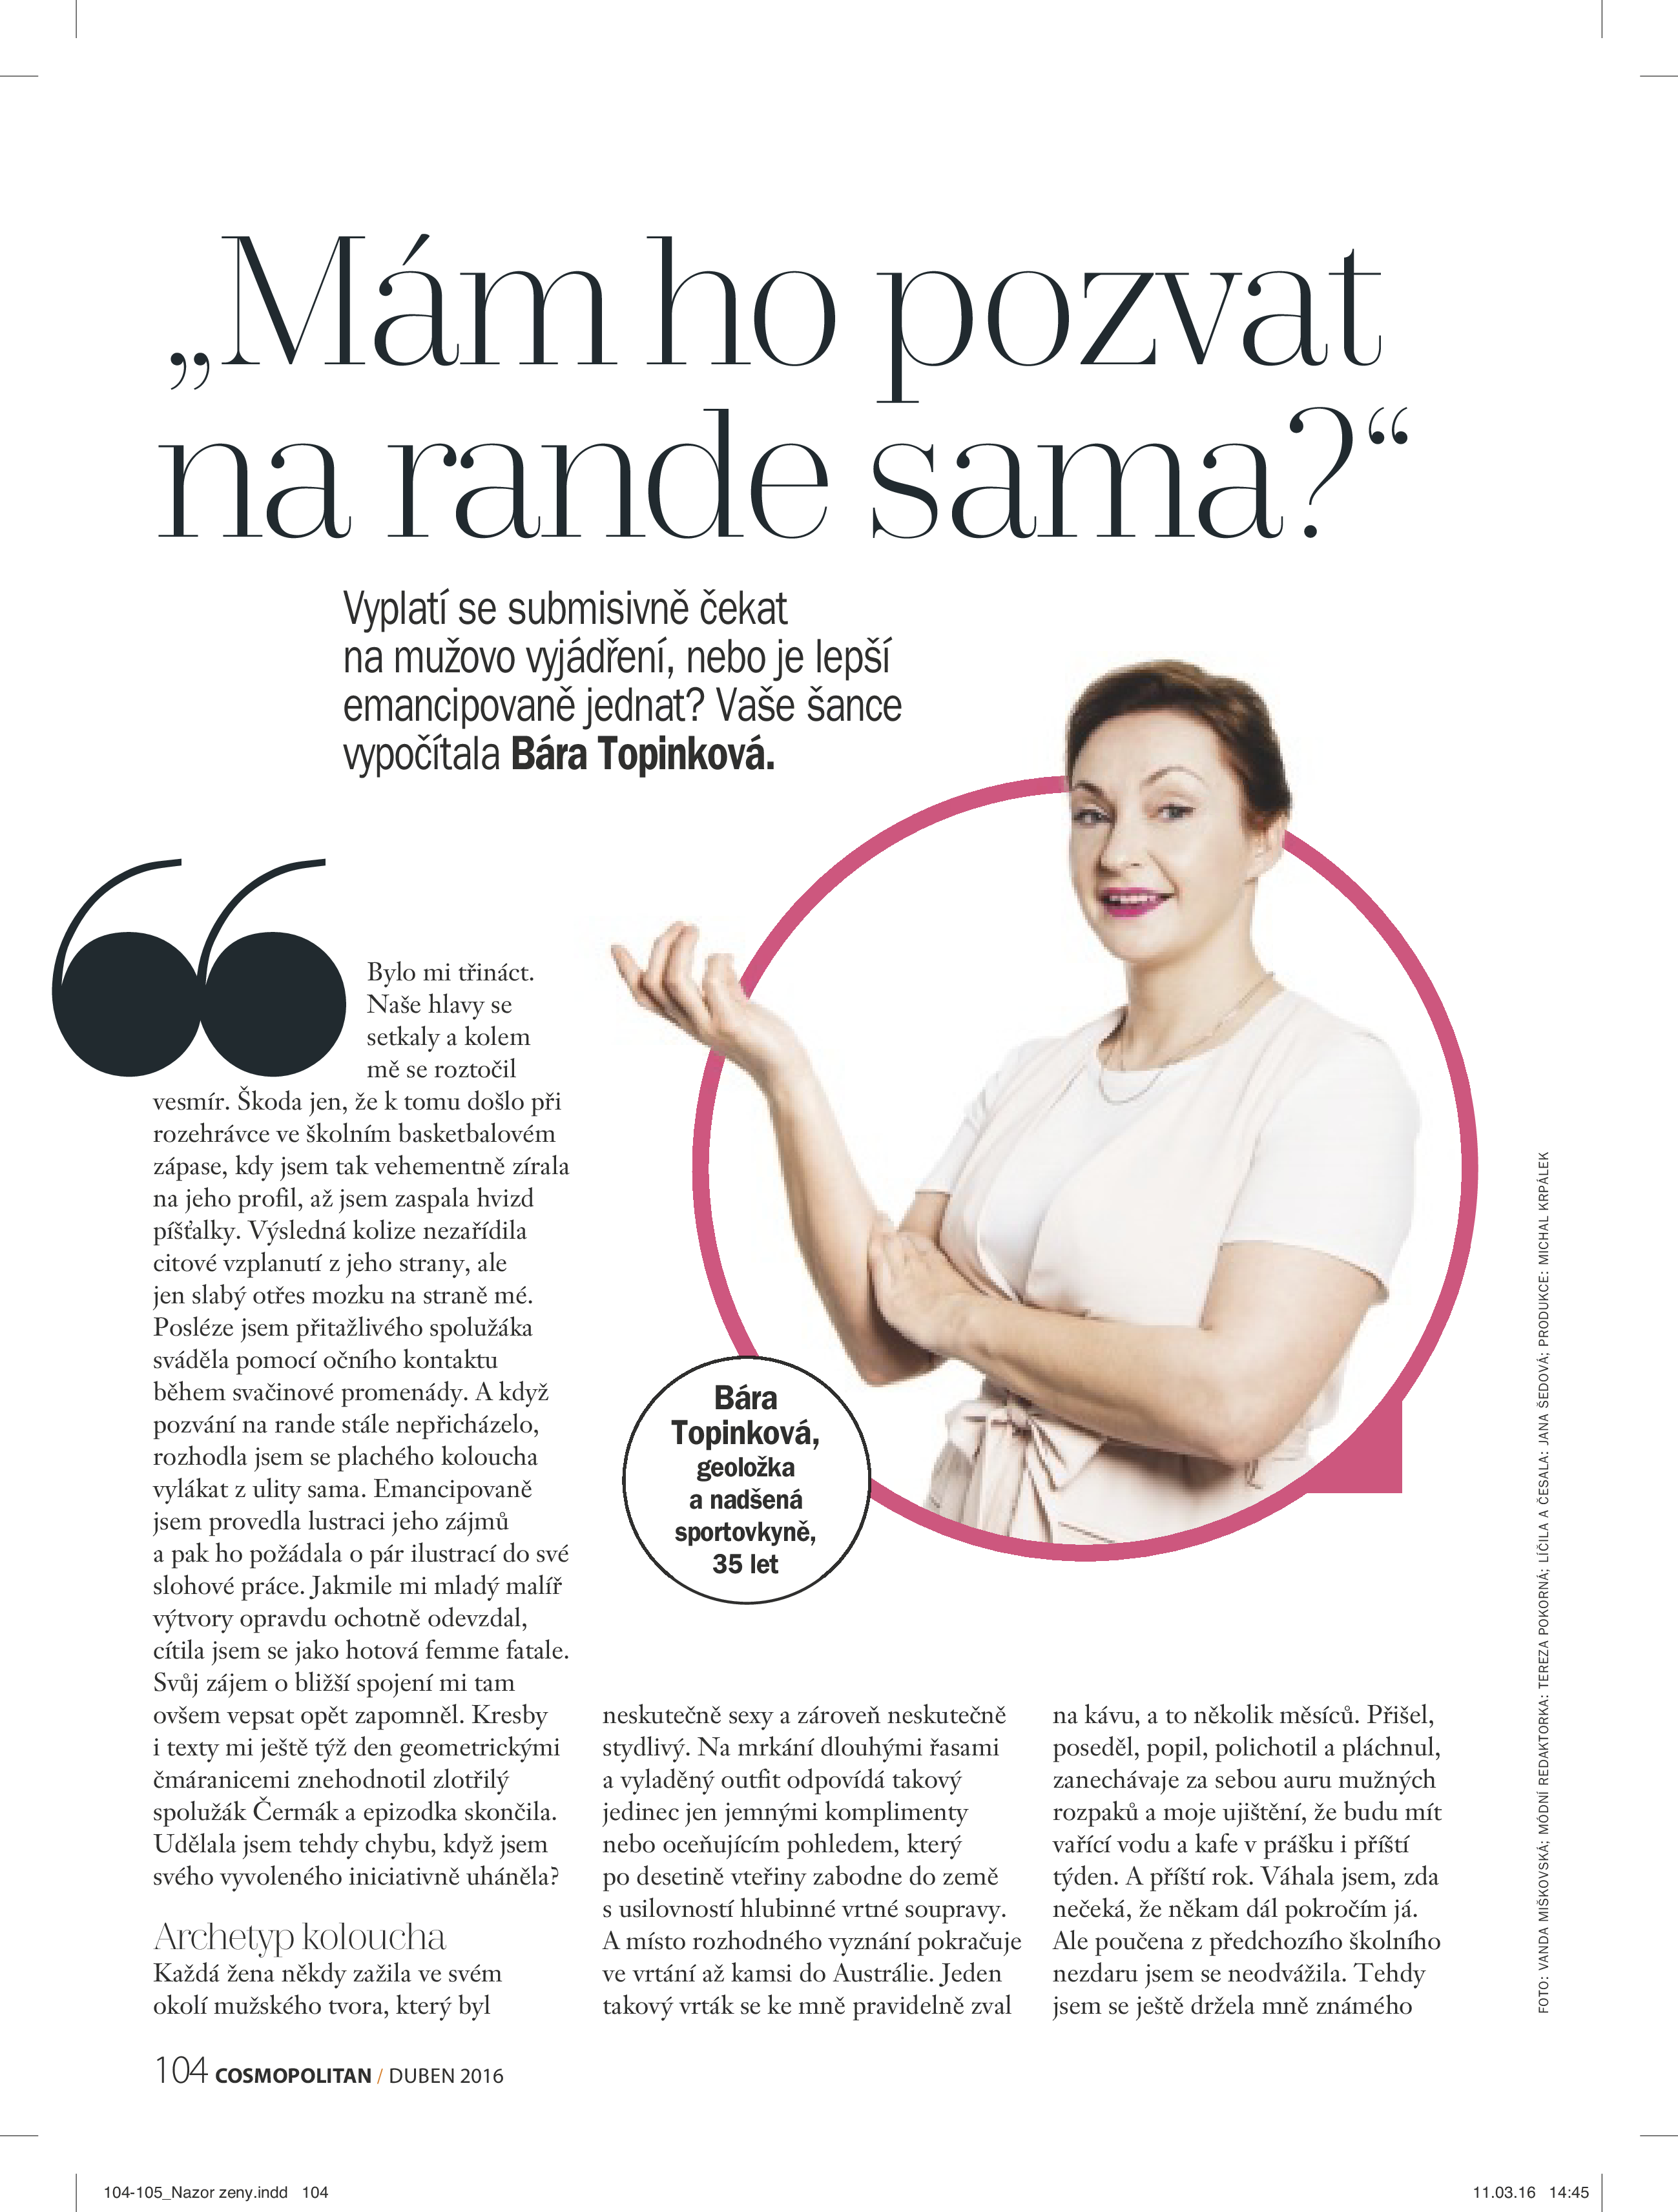 „Mám ho pozvat
na rande sama?“
Vyplatí se submisivně čekat
na mužovo vyjádření, nebo je lepší
emancipovaně jednat? Vaše šance
vypočítala Bára Topinková.
Bylo mi třináct.
Naše hlavy se
setkaly a kolem
mě se roztočil
vesmír. Škoda jen, že k tomu došlo při
rozehrávce ve školním basketbalovém
zápase, kdy jsem tak vehementně zírala
na jeho profil, až jsem zaspala hvizd
píšťalky. Výsledná kolize nezařídila
citové vzplanutí z jeho strany, ale
jen slabý otřes mozku na straně mé.
Posléze jsem přitažlivého spolužáka
sváděla pomocí očního kontaktu
během svačinové promenády. A když
pozvání na rande stále nepřicházelo,
rozhodla jsem se plachého koloucha
vylákat z ulity sama. Emancipovaně
jsem provedla lustraci jeho zájmů
a pak ho požádala o pár ilustrací do své
slohové práce. Jakmile mi mladý malíř
výtvory opravdu ochotně odevzdal,
cítila jsem se jako hotová femme fatale.
Svůj zájem o bližší spojení mi tam
ovšem vepsat opět zapomněl. Kresby
i texty mi ještě týž den geometrickými
čmáranicemi znehodnotil zlotřilý
spolužák Čermák a epizodka skončila.
Udělala jsem tehdy chybu, když jsem
svého vyvoleného iniciativně uháněla?
Archetyp koloucha
Každá žena někdy zažila ve svém
okolí mužského tvora, který byl
neskutečně sexy a zároveň neskutečně
stydlivý. Na mrkání dlouhými řasami
a vyladěný outfit odpovídá takový
jedinec jen jemnými komplimenty
nebo oceňujícím pohledem, který
po desetině vteřiny zabodne do země
s usilovností hlubinné vrtné soupravy.
A místo rozhodného vyznání pokračuje
ve vrtání až kamsi do Austrálie. Jeden
takový vrták se ke mně pravidelně zval
na kávu, a to několik měsíců. Přišel,
poseděl, popil, polichotil a pláchnul,
zanechávaje za sebou auru mužných
rozpaků a moje ujištění, že budu mít
vařící vodu a kafe v prášku i příští
týden. A příští rok. Váhala jsem, zda
nečeká, že někam dál pokročím já.
Ale poučena z předchozího školního
nezdaru jsem se neodvážila. Tehdy
jsem se ještě držela mně známého
Bára
Topinková,
geoložka
a nadšená
sportovkyně,
35 let
FOTO: VANDA MIŠKOVSKÁ; MÓDNÍ REDAKTORKA: TEREZA POKORNÁ; LÍČILA A ČESALA: JANA ŠEDOVÁ; PRODUKCE: MICHAL KRPÁLEK
104 COSMOPOLITAN / DUBEN 2016
104-105_Nazor zeny.indd 104
11.03.16 14:45